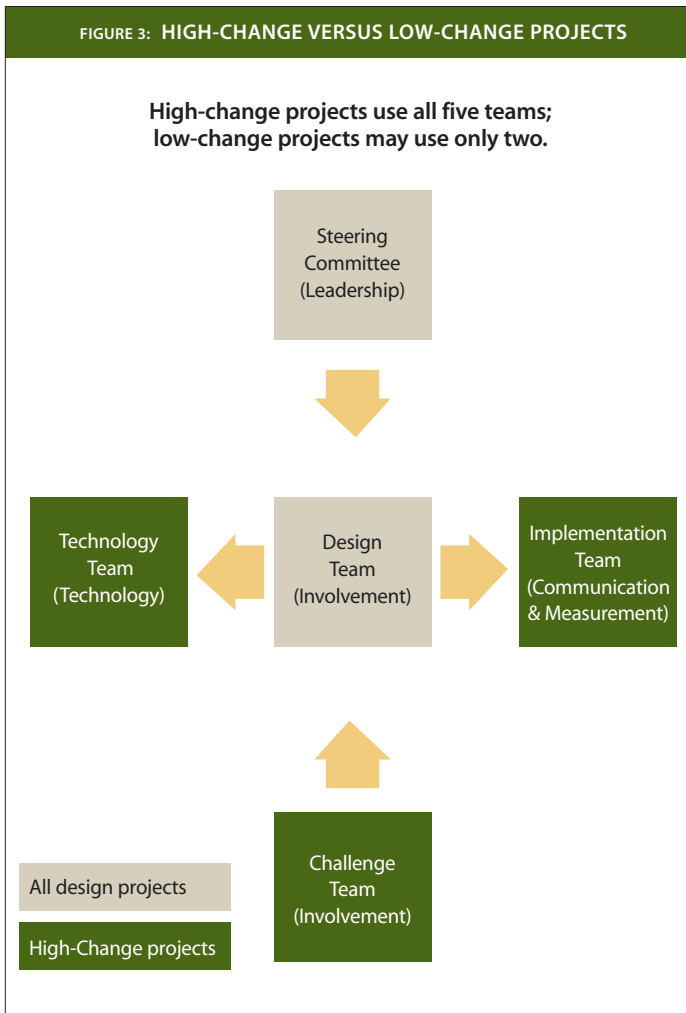 FIGURE 3: HIGH-CHANGE VERSUS LOW-CHANGE PROJECTS
High-change projects use all five teams;
low-change projects may use only two.
Steering
Committee
(Leadership)
Technology
Team
(Technology)
Design
Team
(Involvement)
Implementation
Team
(Communication
& Measurement)
Challenge
Team
(Involvement)
All design projects
High-Change projects